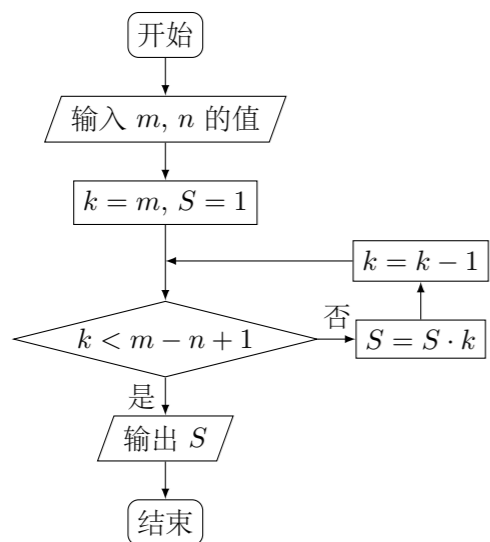 开始
输入 m, n 的值
k = m, S = 1
k = k − 1
k < m − n + 1
否
S = S · k
是
输出 S
结束